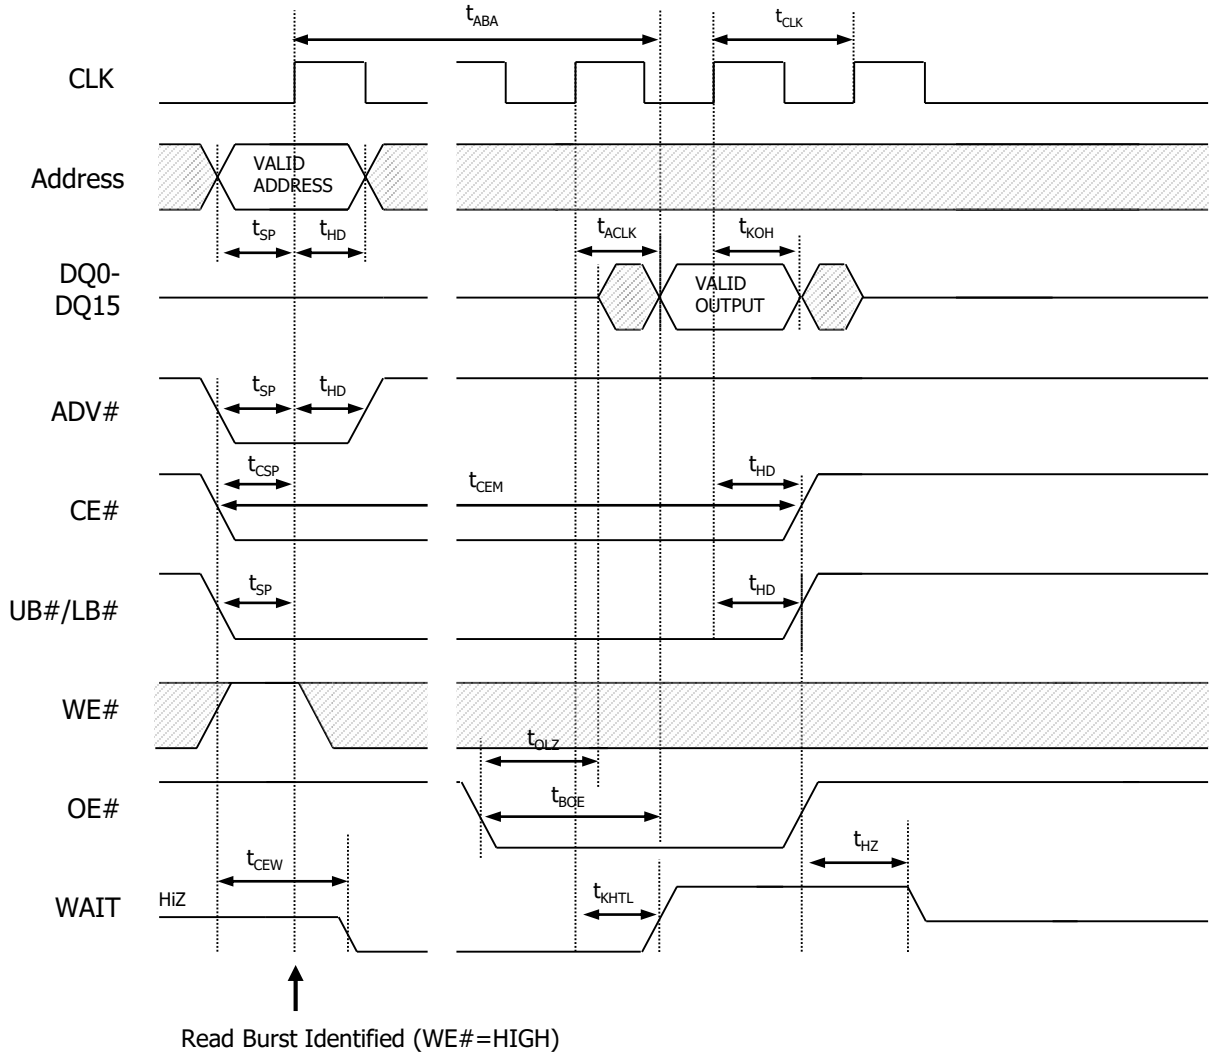 tABA
tCLK
CLK
Address
VALID
ADDRESS
tSP
tHD
tACLK
tKOH
DQ0-
DQ15
VALID
OUTPUT
ADV#
tSP
tHD
CE#
tCSP
tCEM
tHD
UB#/LB#
tSP
tHD
WE#
tOLZ
OE#
tBOE
tHZ
tCEW
WAIT
HiZ
tKHTL
Read Burst Identified (WE#=HIGH)